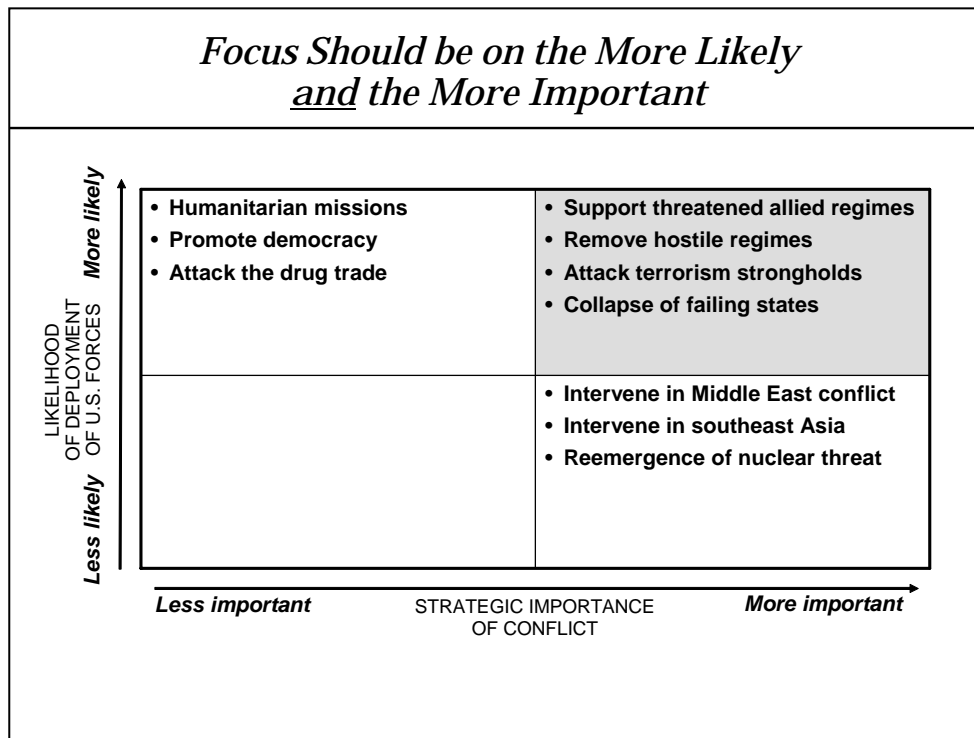 Focus Should be on the More Likely
and the More Important
More likely
LIKELIHOOD
OF DEPLOYMENT
OF U.S. FORCES
Less likely
• Humanitarian missions
• Promote democracy
• Attack the drug trade
• Support threatened allied regimes
• Remove hostile regimes
• Attack terrorism strongholds
• Collapse of failing states
• Intervene in Middle East conflict
• Intervene in southeast Asia
• Reemergence of nuclear threat
Less important
STRATEGIC IMPORTANCE
OF CONFLICT
More important